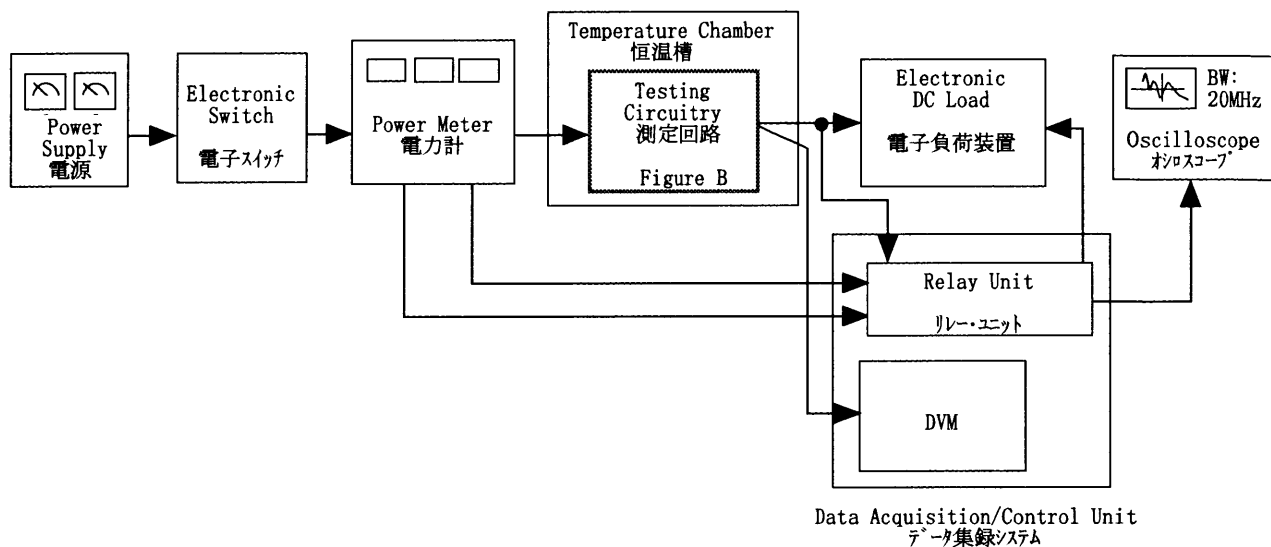 Power
Supply
電源
Electronic
Switch
電子スイッチ
Power Meter
電力計
Temperature Chamber
恒温槽
Testing
Circuitry
測定回路
Figure B
Electronic
DC Load
電子負荷装置
BW:
20MHz
Oscilloscope
オシロスコープ
Relay Unit
リレー・ユニット
DVM
Data Acquisition/Control Unit
データ集録システム